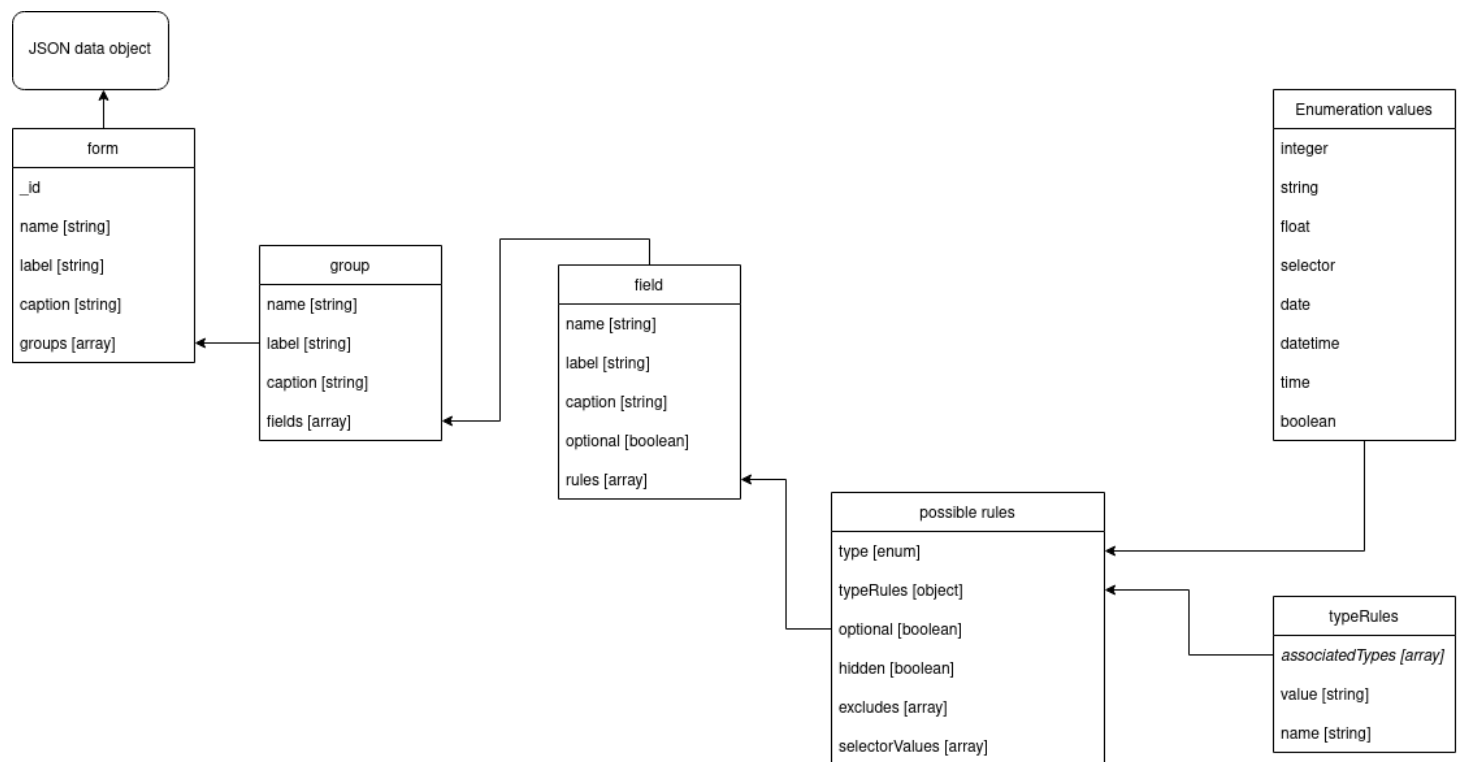 JSON data object
form
_id
name [string]
label [string]
caption [string]
groups [array]
group
name [string]
label [string]
caption [string]
fields [array]
field
name [string]
label [string]
caption [string]
optional [boolean]
rules [array]
possible rules
type [enum]
typeRules [object]
optional [boolean]
hidden [boolean]
excludes [array]
selectorValues [array]
Enumeration values
integer
string
float
selector
date
datetime
time
boolean
typeRules
associatedTypes [array]
value [string]
name [string]